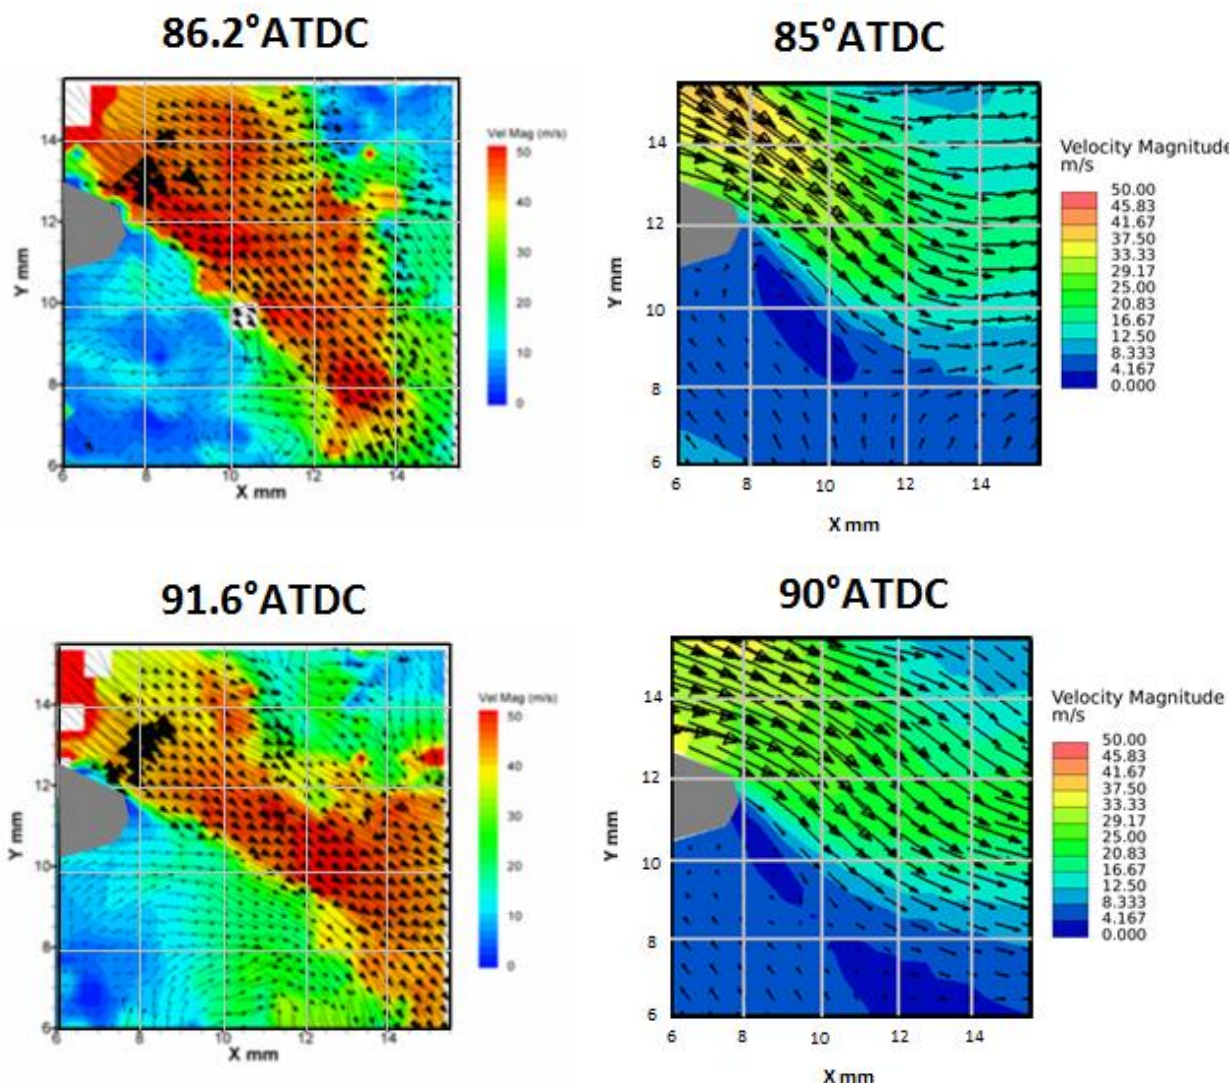 86.2°ATDC
85°ATDC
Vel Mag (m/s)
50
40
30
20
10
0
14
12
10
8
6
Y mm
6 8 10 12 14
X mm
Velocity Magnitude
m/s
50.00
45.83
41.67
37.50
33.33
29.17
25.00
20.83
16.67
12.50
8.333
4.167
0.000
14
12
10
8
6
Y mm
6 8 10 12 14
X mm
91.6°ATDC
90°ATDC
Vel Mag (m/s)
50
40
30
20
10
0
14
12
10
8
6
Y mm
6 8 10 12 14
X mm
Velocity Magnitude
m/s
50.00
45.83
41.67
37.50
33.33
29.17
25.00
20.83
16.67
12.50
8.333
4.167
0.000
14
12
10
8
6
Y mm
6 8 10 12 14
X mm